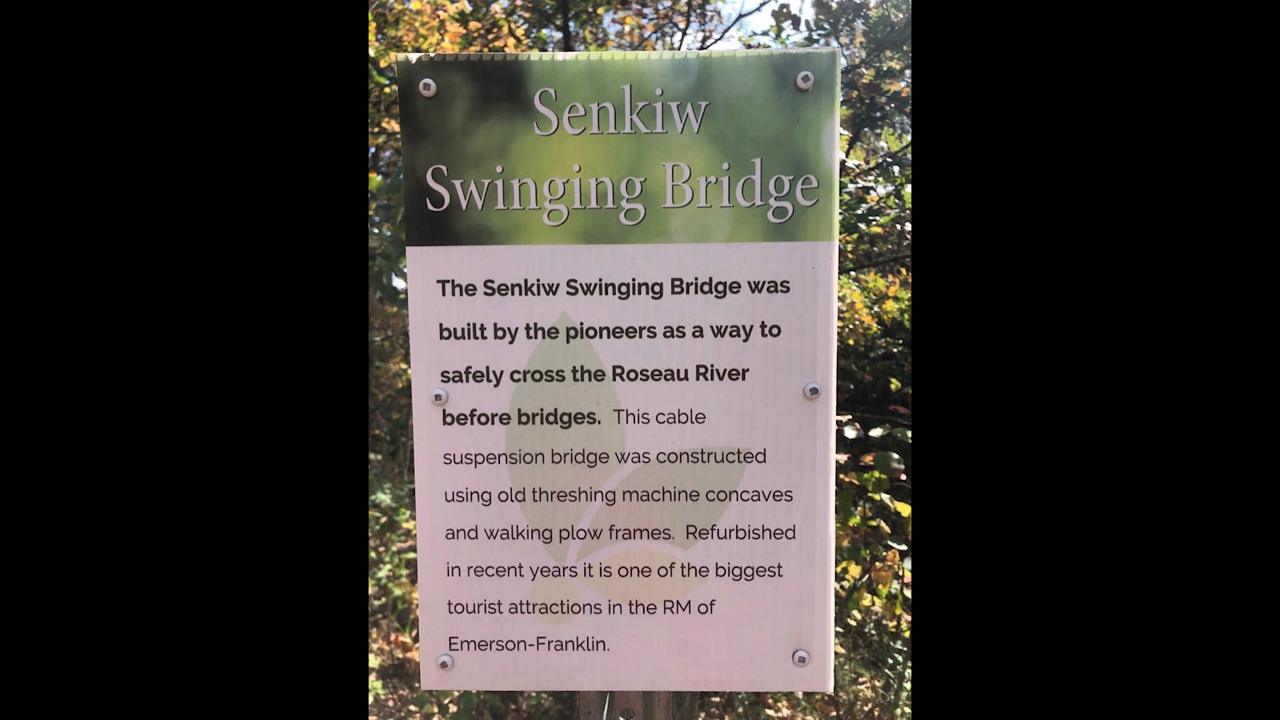 Senkiw
Swinging Bridge
The Senkiw Swinging Bridge was
built by the pioneers as a way to
safely cross the Roseau River
before bridges. This cable
suspension bridge was constructed
using old threshing machine concaves
and walking plow frames. Refurbished
in recent years it is one of the biggest
tourist attractions in the RM of
Emerson-Franklin.